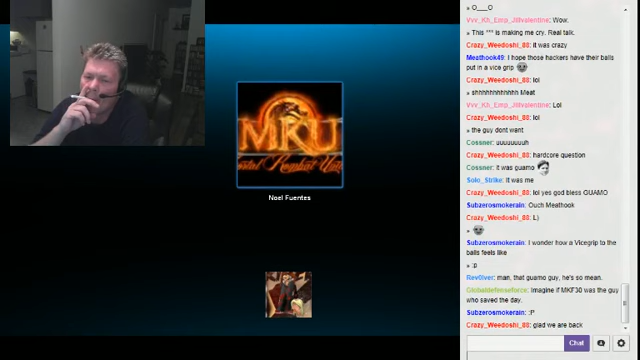 MKU
Noel Fuentes
» O___O
Vvv_Kh_Emp_Jillvalentine: Wow.
» This *** is making me cry. Real talk.
Crazy_Weedoshi_88: it was crazy
Meathook49: I hope those hackers have their balls
put in a vice grip
Crazy_Weedoshi_88: lol
» shhhhhhhhhhh Meat
Vvv_Kh_Emp_Jillvalentine: Lol
Crazy_Weedoshi_88: lol
» the guy dont want
Cossner: uuuuuuuh
Crazy_Weedoshi_88: hardcore question
Cossner: it was guamo
Solo_Strike: It was me
Crazy_Weedoshi_88: lol yes god bless GUAMO
Subzerosmokerain: Ouch Meathook
Crazy_Weedoshi_88: L)
»
Subzerosmokerain: I wonder how a Vicegrip to the
balls feels like
» :p
Rev0lver: man, that guamo guy, he's so mean.
Globaldefenseforce: Imagine if MKF30 was the guy
who saved the day.
Subzerosmokerain: :P
Crazy_Weedoshi_88: glad we are back
Chat